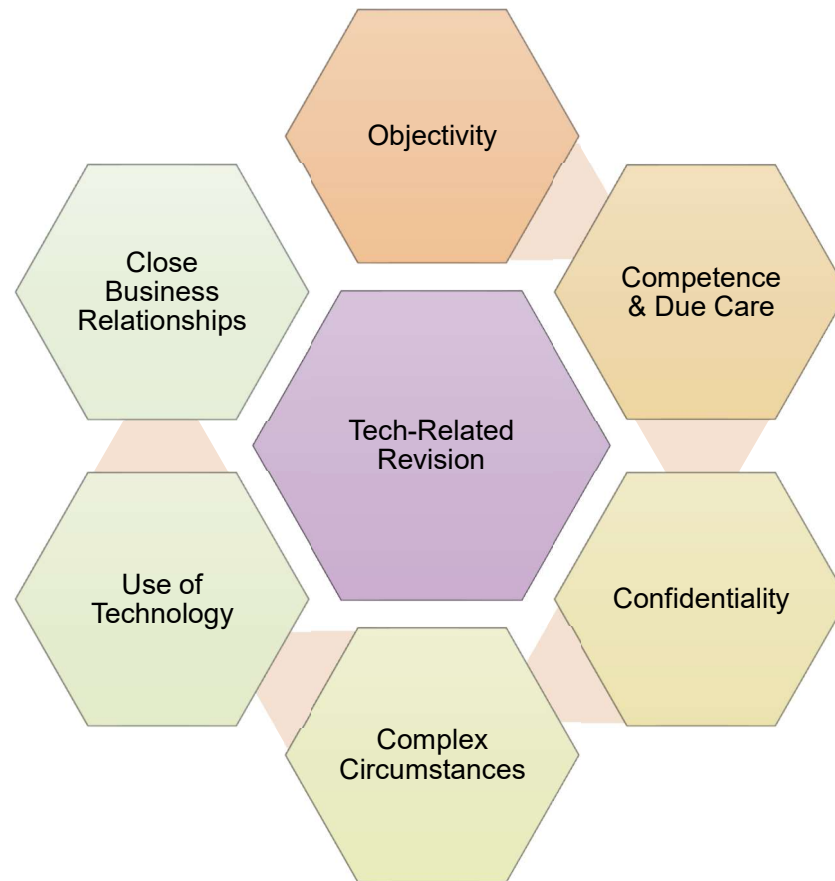 Objectivity
Close
Business
Relationships
Competence
& Due Care
Tech-Related
Revision
Use of
Technology
Confidentiality
Complex
Circumstances